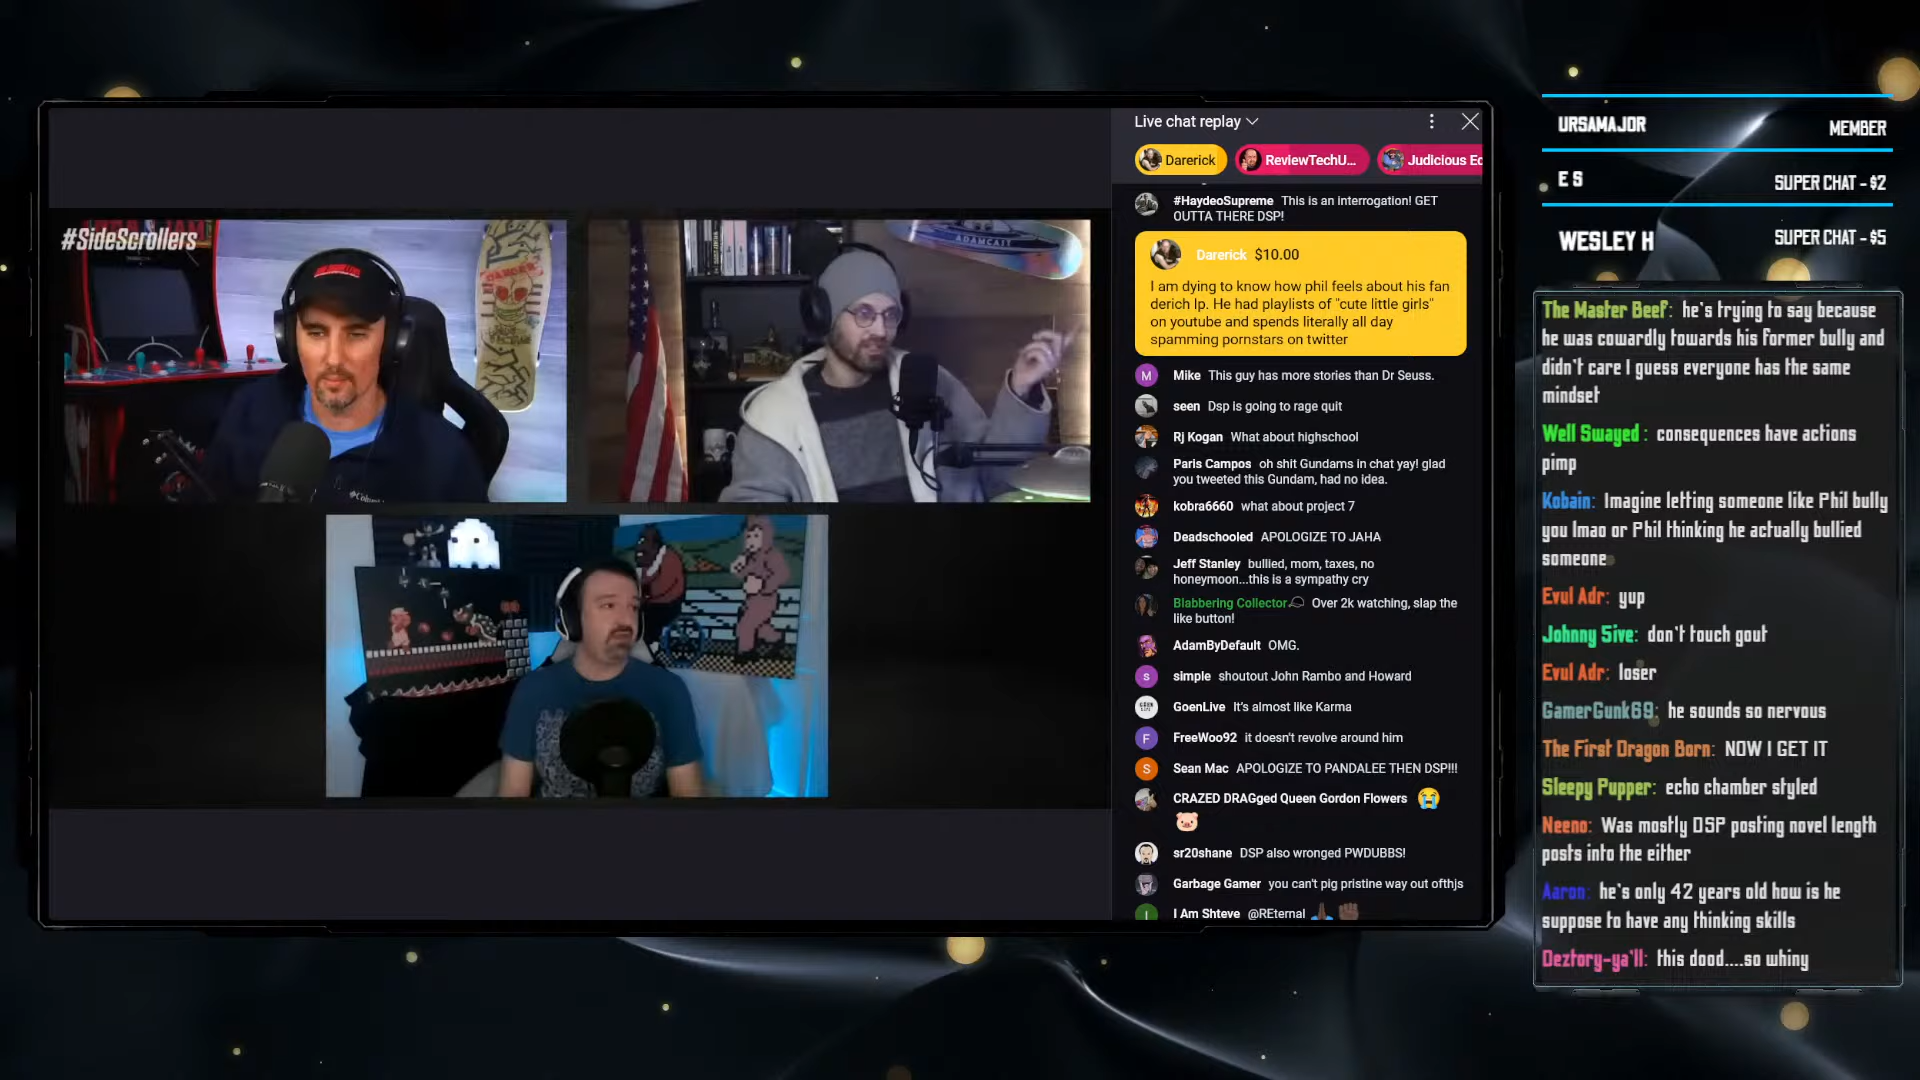 #SideScrollers
ADAMCAIT
DANGER
Live chat replay
Darerick
ReviewTechU...
Judicious Ec
#HaydeoSupreme This is an interrogation! GET
OUTTA THERE DSP!
Darerick $10.00
I am dying to know how phil feels about his fan
derich lp. He had playlists of "cute little girls"
on youtube and spends literally all day
spamming pornstars on twitter
M Mike This guy has more stories than Dr Seuss.
seen Dsp is going to rage quit
Rj Kogan What about highschool
Paris Campos oh shit Gundams in chat yay! glad
you tweeted this Gundam, had no idea.
kobra6660 what about project 7
Deadschooled APOLOGIZE TO JAHA
Jeff Stanley bullied, mom, taxes, no
honeymoon...this is a sympathy cry
Blabbering Collector Over 2k watching, slap the
like button!
AdamByDefault OMG.
s simple shoutout John Rambo and Howard
GoenLive It's almost like Karma
F FreeWoo92 it doesn't revolve around him
S Sean Mac APOLOGIZE TO PANDALEE THEN DSP!!!
CRAZED DRAGged Queen Gordon Flowers 😭
🐷
sr20shane DSP also wronged PWDUBBS!
Garbage Gamer you can't pig pristine way out ofthjs
I I Am Shteve @REternal
URSAMAJOR MEMBER
E S SUPER CHAT - $2
WESLEY H SUPER CHAT - $5
The Master Beef: he's trying to say because
he was cowardly towards his former bully and
didn't care I guess everyone has the same
mindset
Well Swayed : consequences have actions
pimp
Kobain: Imagine letting someone like Phil bully
you lmao or Phil thinking he actually bullied
someone
Evul Adr: yup
Johnny 5ive: don't touch gout
Evul Adr: loser
GamerGunk69: he sounds so nervous
The First Dragon Born: NOW I GET IT
Sleepy Pupper: echo chamber styled
Neeno: Was mostly DSP posting novel length
posts into the either
Aaron: he's only 42 years old how is he
suppose to have any thinking skills
Dezfory-ya'll: this dood....so whiny